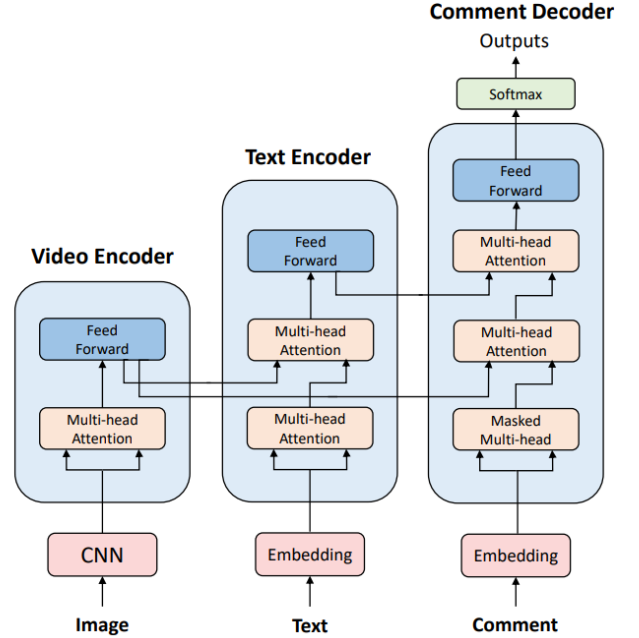 Video Encoder
Feed
Forward
Multi-head
Attention
CNN
Image
Text Encoder
Feed
Forward
Multi-head
Attention
Multi-head
Attention
Embedding
Text
Comment Decoder
Outputs
Softmax
Feed
Forward
Multi-head
Attention
Multi-head
Attention
Masked
Multi-head
Embedding
Comment